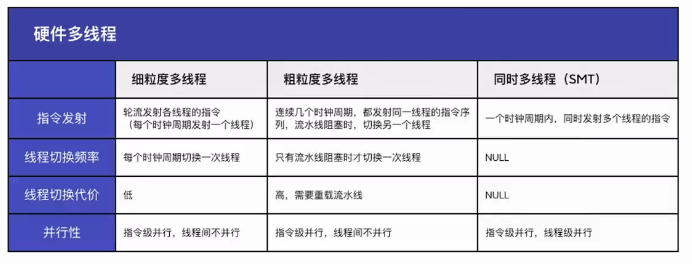 硬件多线程
细粒度多线程 粗粒度多线程 同时多线程（SMT）
指令发射 轮流发射各线程的指令
（每个时钟周期发射一个线程） 连续几个时钟周期，都发射同一线程的指令序
列，流水线阻塞时，切换另一个线程 一个时钟周期内，同时发射多个线程的指令
线程切换频率 每个时钟周期切换一次线程 只有流水线阻塞时才切换一次线程 NULL
线程切换代价 低 高，需要重载流水线 NULL
并行性 指令级并行，线程间不并行 指令级并行，线程间不并行 指令级并行，线程级并行